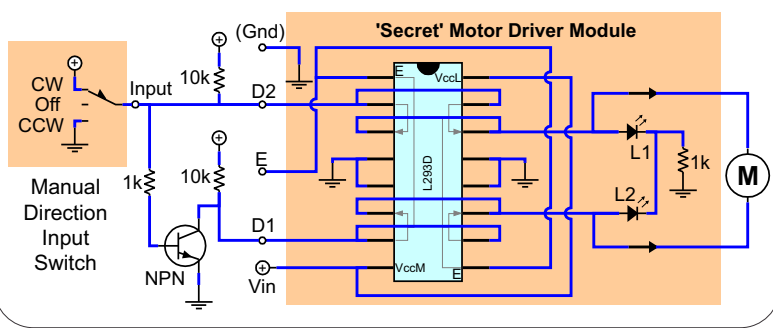 (Gnd)
'Secret' Motor Driver Module
CW
Off
CCW
Input
10k
D2
E
VccL
E
10k
1k
D1
L293D
L1
1k
L2
M
Manual
Direction
Input
Switch
NPN
Vin
VccM
E